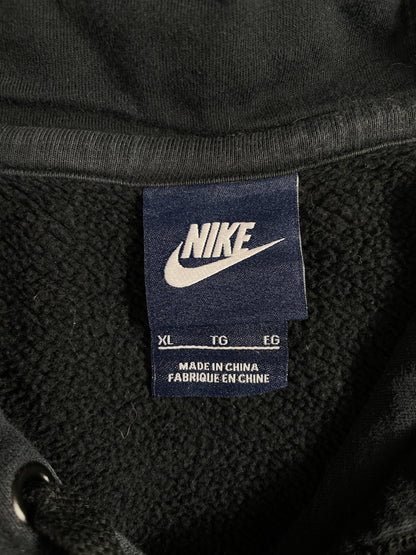 NIKE
XL TG EG
MADE IN CHINA
FABRIQUE EN CHINE